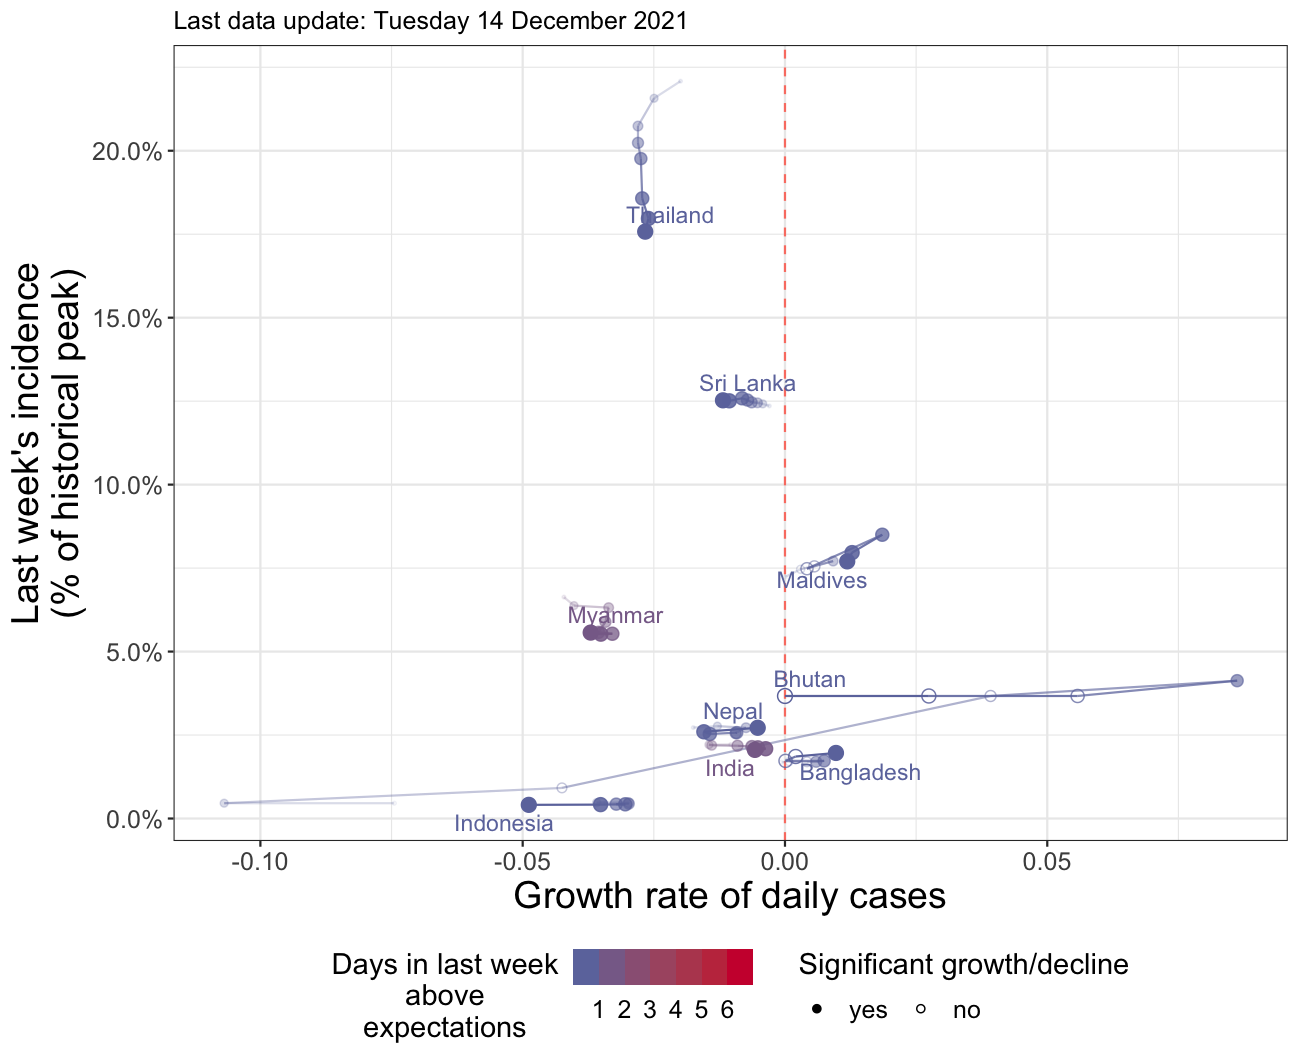 Last data update: Tuesday 14 December 2021
Last week's incidence
(% of historical peak)
20.0%
15.0%
10.0%
5.0%
0.0%
Thailand
Sri Lanka
Maldives
Myanmar
Bhutan
Nepal
India
Bangladesh
Indonesia
-0.10
-0.05
0.00
0.05
Growth rate of daily cases
Days in last week
above
expectations
1 2 3 4 5 6
Significant growth/decline
yes no